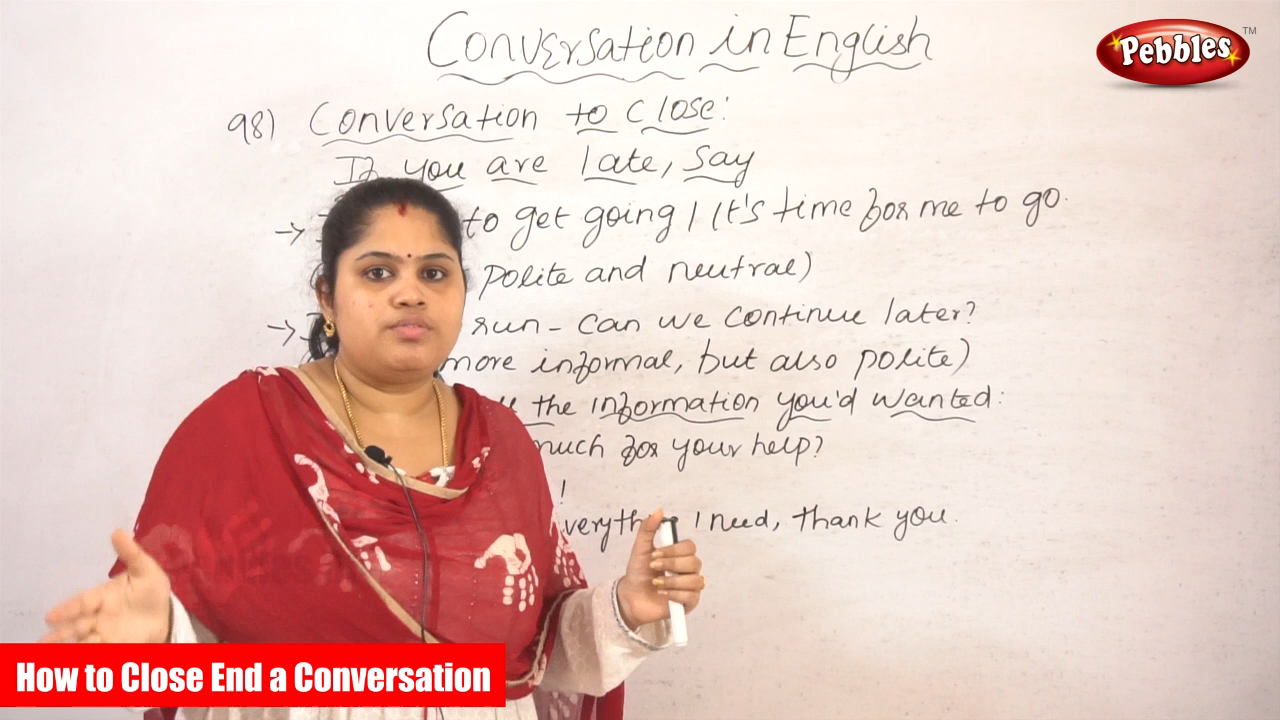 Conversation in English
Pebbles TM
98) Conversation to Close:
If you are late, say
→ to get going / It's time for me to go.
polite and neutral)
→ run - can we continue later?
more informal, but also polite)
the information you'd wanted:
much for your help?
!
I need, thank you.
How to Close End a Conversation